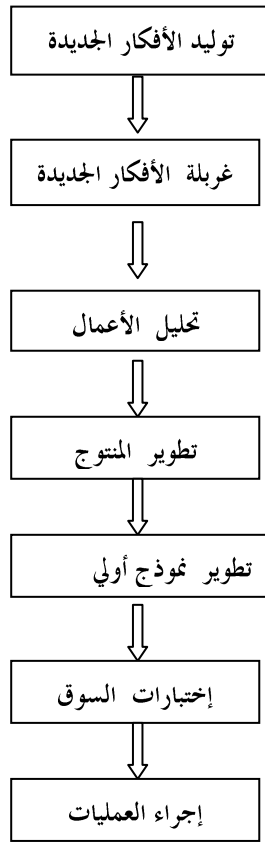 توليد الأفكار الجديدة
غربلة الأفكار الجديدة
تحليل الأعمال
تطوير المنتوج
تطوير نموذج أولي
إختبارات السوق
إجراء العمليات